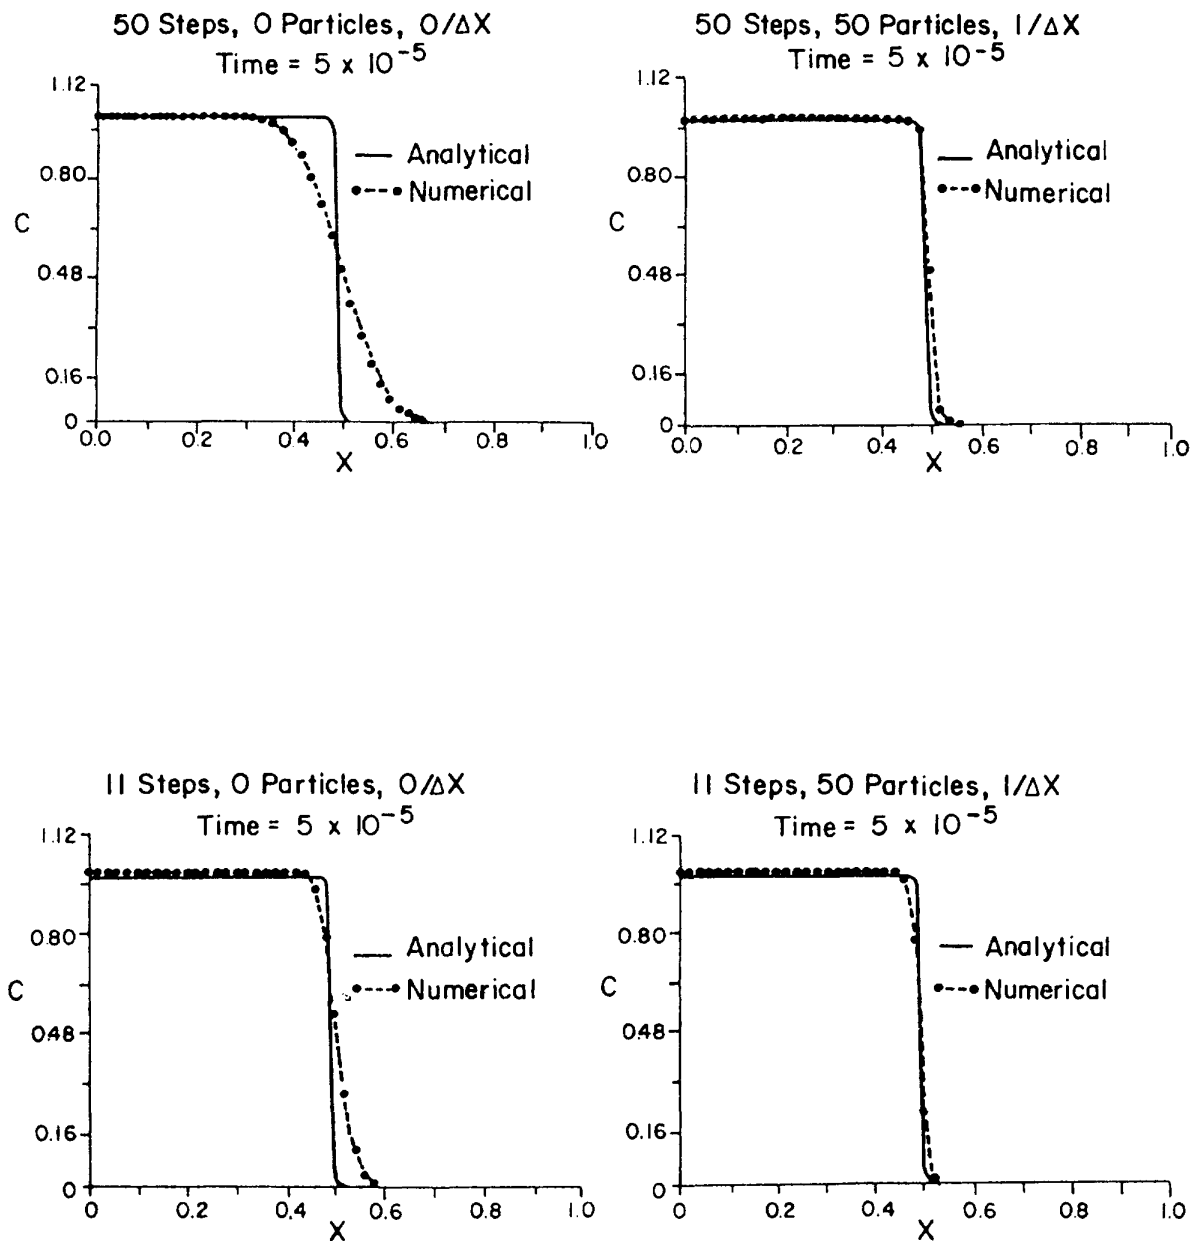 50 Steps, 0 Particles, 0/ΔX
Time = 5 x 10⁻⁵
1.12
0.80
C
0.48
0.16
0
0.0 0.2 0.4 0.6 0.8 1.0
X
Analytical
Numerical
50 Steps, 50 Particles, 1/ΔX
Time = 5 x 10⁻⁵
1.12
0.80
C
0.48
0.16
0
0.0 0.2 0.4 0.6 0.8 1.0
X
Analytical
Numerical
11 Steps, 0 Particles, 0/ΔX
Time = 5 x 10⁻⁵
1.12
0.80
C
0.48
0.16
0
0 0.2 0.4 0.6 0.8 1.0
X
Analytical
Numerical
11 Steps, 50 Particles, 1/ΔX
Time = 5 x 10⁻⁵
1.12
0.80
C
0.48
0.16
0
0 0.2 0.4 0.6 0.8 1.0
X
Analytical
Numerical